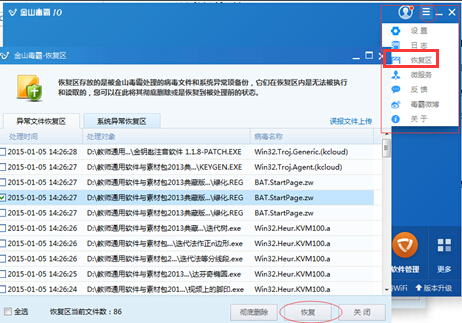 金山毒霸 10
设 置
日 志
恢复区
微服务
反 馈
毒霸微博
关 于
金山毒霸-恢复区
恢复区存放的是被金山毒霸处理的病毒文件和系统异常项备份，它们在恢复区内是无法被执行
和读取的，您可以在此将其彻底删除或是恢复到被处理前的状态。
异常文件恢复区 系统异常恢复区 误报文件上传
处理时间 处理对象 病毒名称
2015-01-05 14:26:28 D:\教师通用...\金钥匙注音软件 1.1.8-PATCH.EXE Win32.Troj.Generic.(kcloud)
2015-01-05 14:26:27 D:\教师通用软件与素材包2013典...\KEYGEN.EXE Win32.Troj.Agent.(kcloud)
2015-01-05 14:26:27 D:\教师通用软件与素材包2013典藏版...\绿化.REG BAT.StartPage.zw
2015-01-05 14:26:27 D:\教师通用软件与素材包2013典藏版...\绿化.REG BAT.StartPage.zw
2015-01-05 14:26:27 D:\教师通用软件与素材包2013典藏版...\绿化.REG BAT.StartPage.zw
2015-01-05 14:26:26 D:\教师通用软件与素材包2013典...\迭代树.exe Win32.Heur.KVM100.a
2015-01-05 14:26:26 D:\教师通用软件与素材...\迭代法作正n边形.exe Win32.Heur.KVM100.a
2015-01-05 14:26:26 D:\教师通用软件与素材包...\迭代法等分线段.exe Win32.Heur.KVM100.a
2015-01-05 14:26:26 D:\教师通用软件与素材包2013...\达芬奇椭圆.exe Win32.Heur.KVM100.a
2015-01-05 14:26:26 D:\教师通用软件与素材包201...\视频上的脚印.exe Win32.Heur.KVM100.a
软件管理 更多
全选 恢复区当前文件数：86 彻底删除 恢复 关 闭
WiFi 版本升级